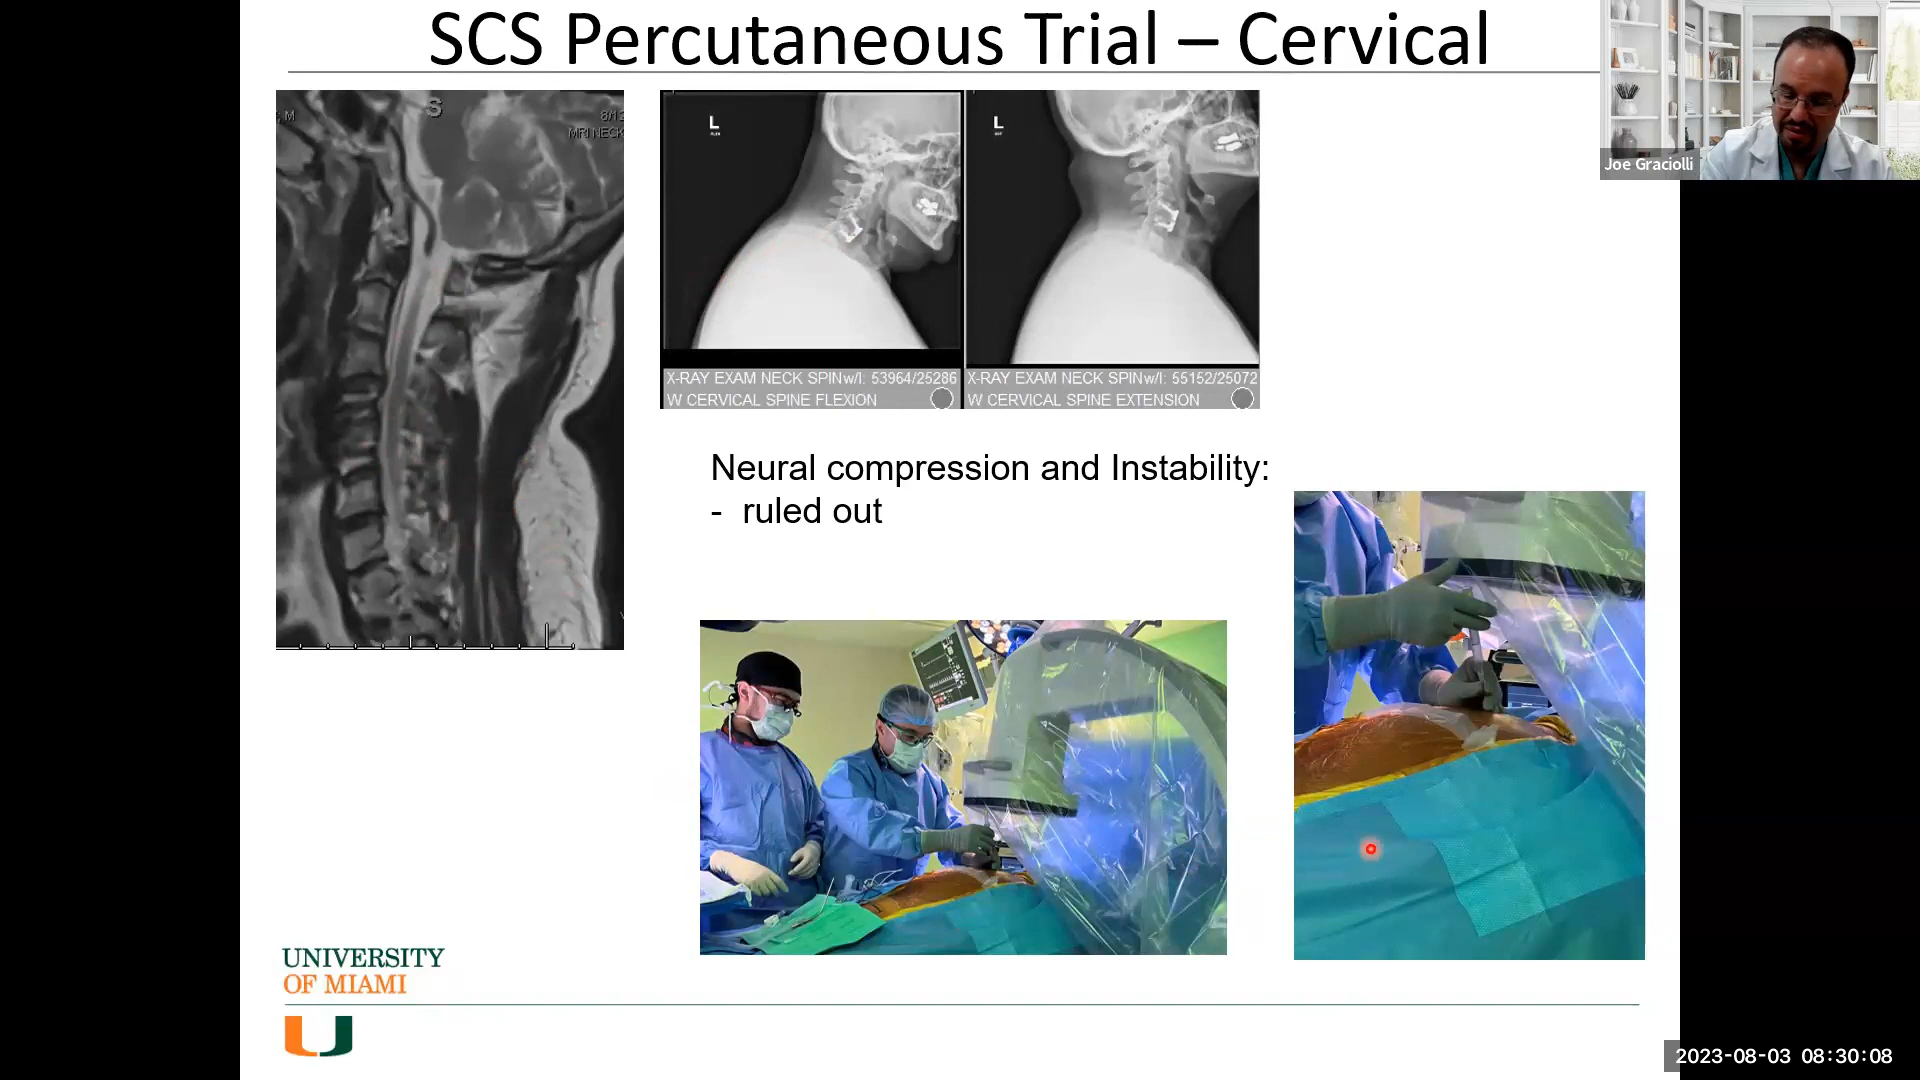 SCS Percutaneous Trial – Cervical
M
S
8/13
MRI NECK
L
L
X-RAY EXAM NECK SPINw/l: 53964/25286
W CERVICAL SPINE FLEXION
X-RAY EXAM NECK SPINw/l: 55152/25072
W CERVICAL SPINE EXTENSION
Joe Graciolli
Neural compression and Instability:
- ruled out
UNIVERSITY
OF MIAMI
U
2023-08-03 08:30:08